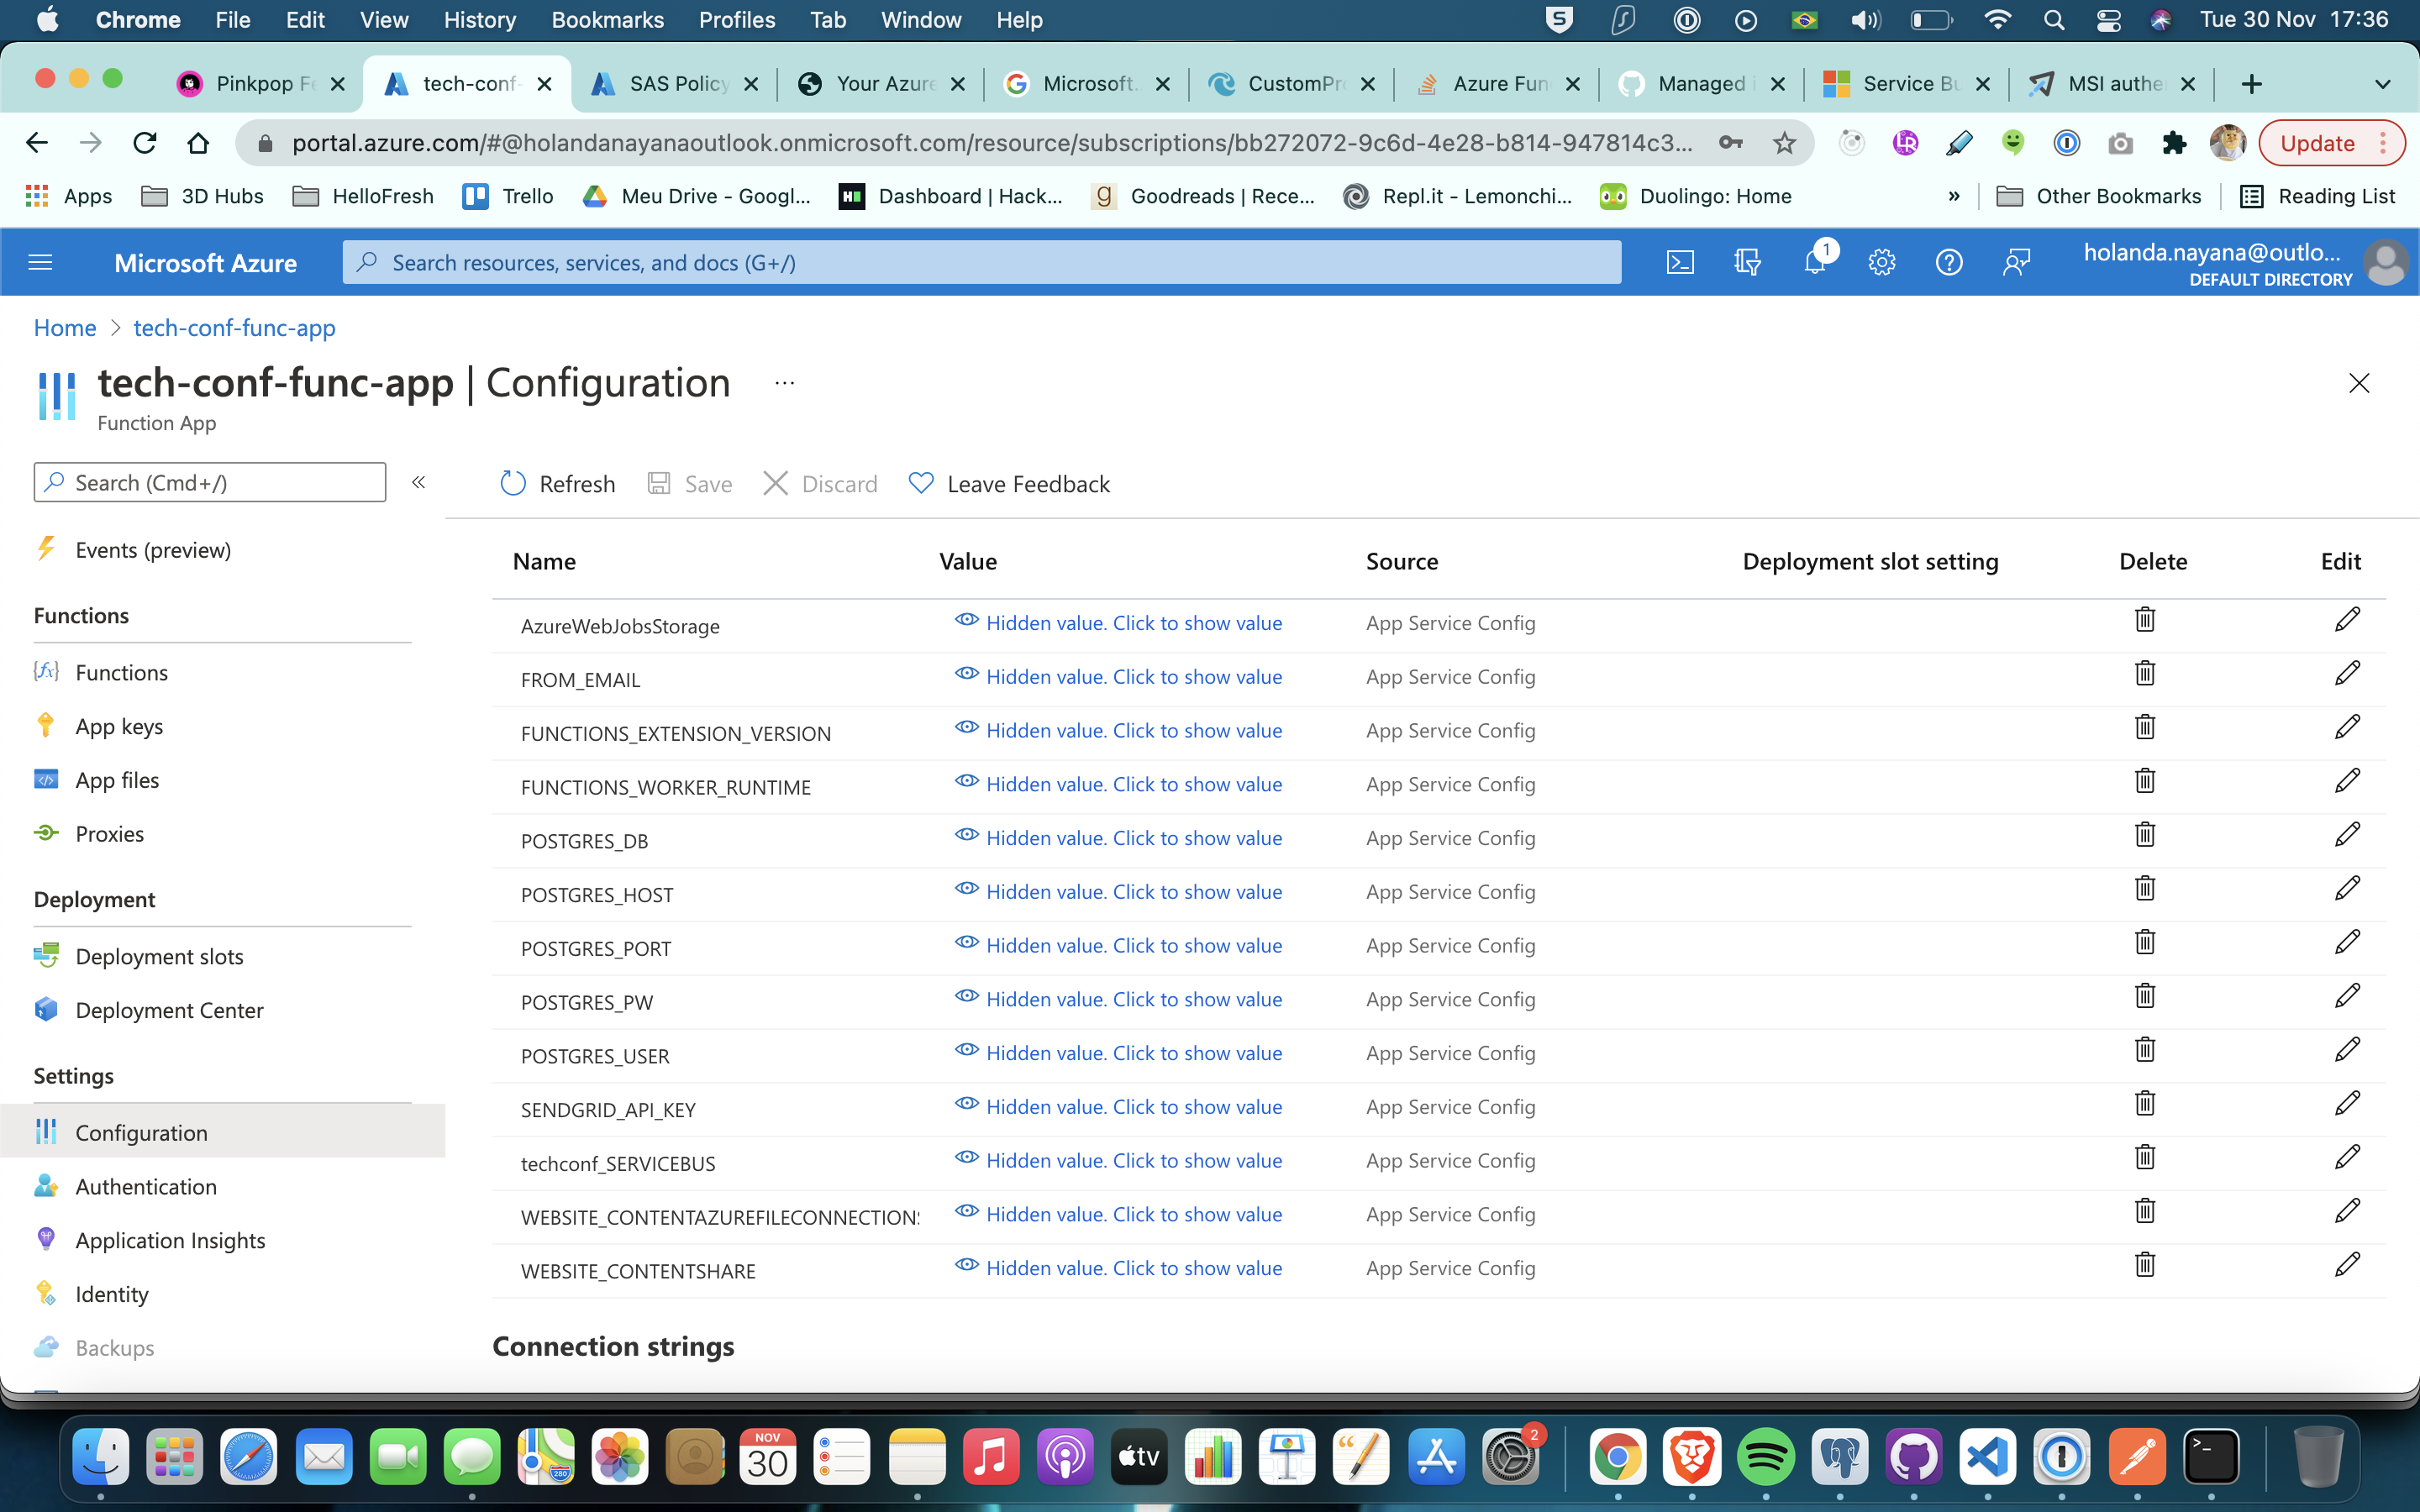 Chrome File Edit View History Bookmarks Profiles Tab Window Help Tue 30 Nov 17:36
Pinkpop Fe tech-conf- SAS Policy Your Azure Microsoft. CustomPr Azure Fun Managed i Service Bu MSI authe
portal.azure.com/#@holandanayanaoutlook.onmicrosoft.com/resource/subscriptions/bb272072-9c6d-4e28-b814-947814c3... Update
Apps 3D Hubs HelloFresh Trello Meu Drive - Googl... Dashboard | Hack... Goodreads | Rece... Repl.it - Lemonchi... Duolingo: Home » Other Bookmarks Reading List
Microsoft Azure Search resources, services, and docs (G+/) 1 holanda.nayana@outlo...
DEFAULT DIRECTORY
Home > tech-conf-func-app
tech-conf-func-app | Configuration ...
Function App
Search (Cmd+/) «
Refresh Save Discard Leave Feedback
Events (preview)
Functions
Functions
App keys
App files
Proxies
Deployment
Deployment slots
Deployment Center
Settings
Configuration
Authentication
Application Insights
Identity
Backups
Name Value Source Deployment slot setting Delete Edit
AzureWebJobsStorage Hidden value. Click to show value App Service Config
FROM_EMAIL Hidden value. Click to show value App Service Config
FUNCTIONS_EXTENSION_VERSION Hidden value. Click to show value App Service Config
FUNCTIONS_WORKER_RUNTIME Hidden value. Click to show value App Service Config
POSTGRES_DB Hidden value. Click to show value App Service Config
POSTGRES_HOST Hidden value. Click to show value App Service Config
POSTGRES_PORT Hidden value. Click to show value App Service Config
POSTGRES_PW Hidden value. Click to show value App Service Config
POSTGRES_USER Hidden value. Click to show value App Service Config
SENDGRID_API_KEY Hidden value. Click to show value App Service Config
techconf_SERVICEBUS Hidden value. Click to show value App Service Config
WEBSITE_CONTENTAZUREFILECONNECTION Hidden value. Click to show value App Service Config
WEBSITE_CONTENTSHARE Hidden value. Click to show value App Service Config
Connection strings
NOV
30
tv
280
2